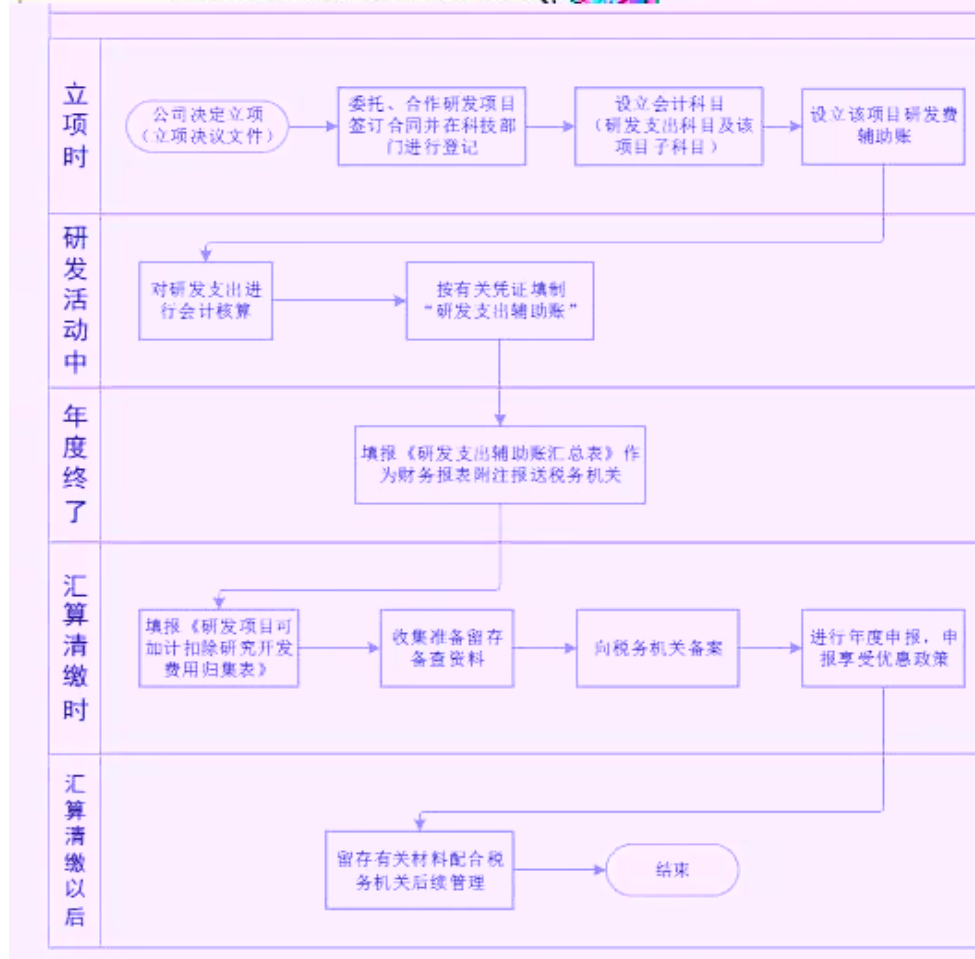 立项时
公司决定立项
（立项决议文件）
委托、合作研发项目
签订合同并在科技部
门进行登记
设立会计科目
（研发支出科目及该
项目子科目）
设立该项目研发费
辅助账
研发活动中
对研发支出进
行会计核算
按有关凭证填制
“研发支出辅助账”
年度终了
填报《研发支出辅助账汇总表》作
为财务报表附注报送税务机关
汇算清缴时
填报《研发项目可
加计扣除研究开发
费用归集表》
收集准备留存
备查资料
向税务机关备案
进行年度申报，申
报享受优惠政策
汇算清缴以后
留存有关材料配合税
务机关后续管理
结束